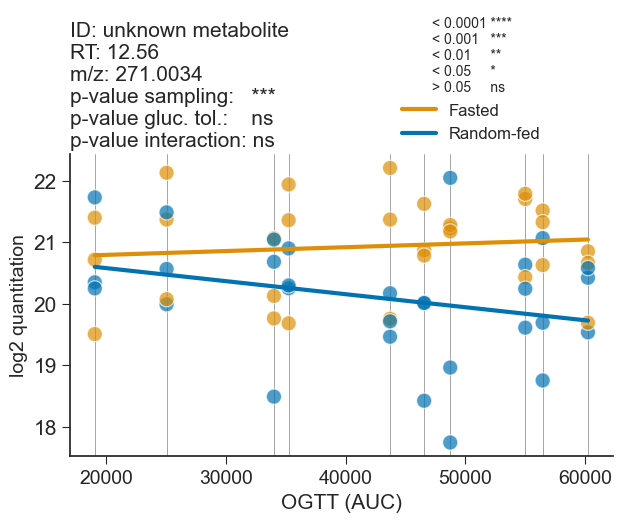 ID: unknown metabolite
RT: 12.56
m/z: 271.0034
p-value sampling: ***
p-value gluc. tol.: ns
p-value interaction: ns
< 0.0001 ****
< 0.001 ***
< 0.01 **
< 0.05 *
> 0.05 ns
Fasted
Random-fed
log2 quantitation
22
21
20
19
18
20000 30000 40000 50000 60000
OGTT (AUC)